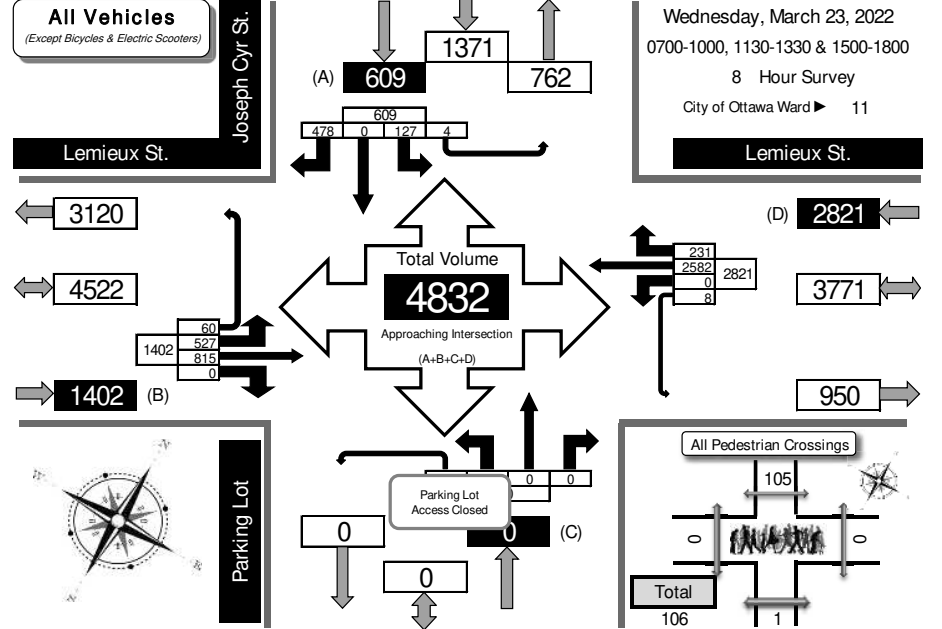 All Vehicles
(Except Bicycles & Electric Scooters)
Joseph Cyr St.
Lemieux St.
1371
(A) 609 762
609
478 0 127 4
Wednesday, March 23, 2022
0700-1000, 1130-1330 & 1500-1800
8 Hour Survey
City of Ottawa Ward ► 11
Lemieux St.
3120
4522
60
1402 527
815
0
1402 (B)
Total Volume
4832
Approaching Intersection
(A+B+C+D)
(D) 2821
231
2582 2821
0
8
3771
950
Parking Lot
0 0
Parking Lot
Access Closed
0 0 (C)
0
All Pedestrian Crossings
105
0 0
Total
106 1